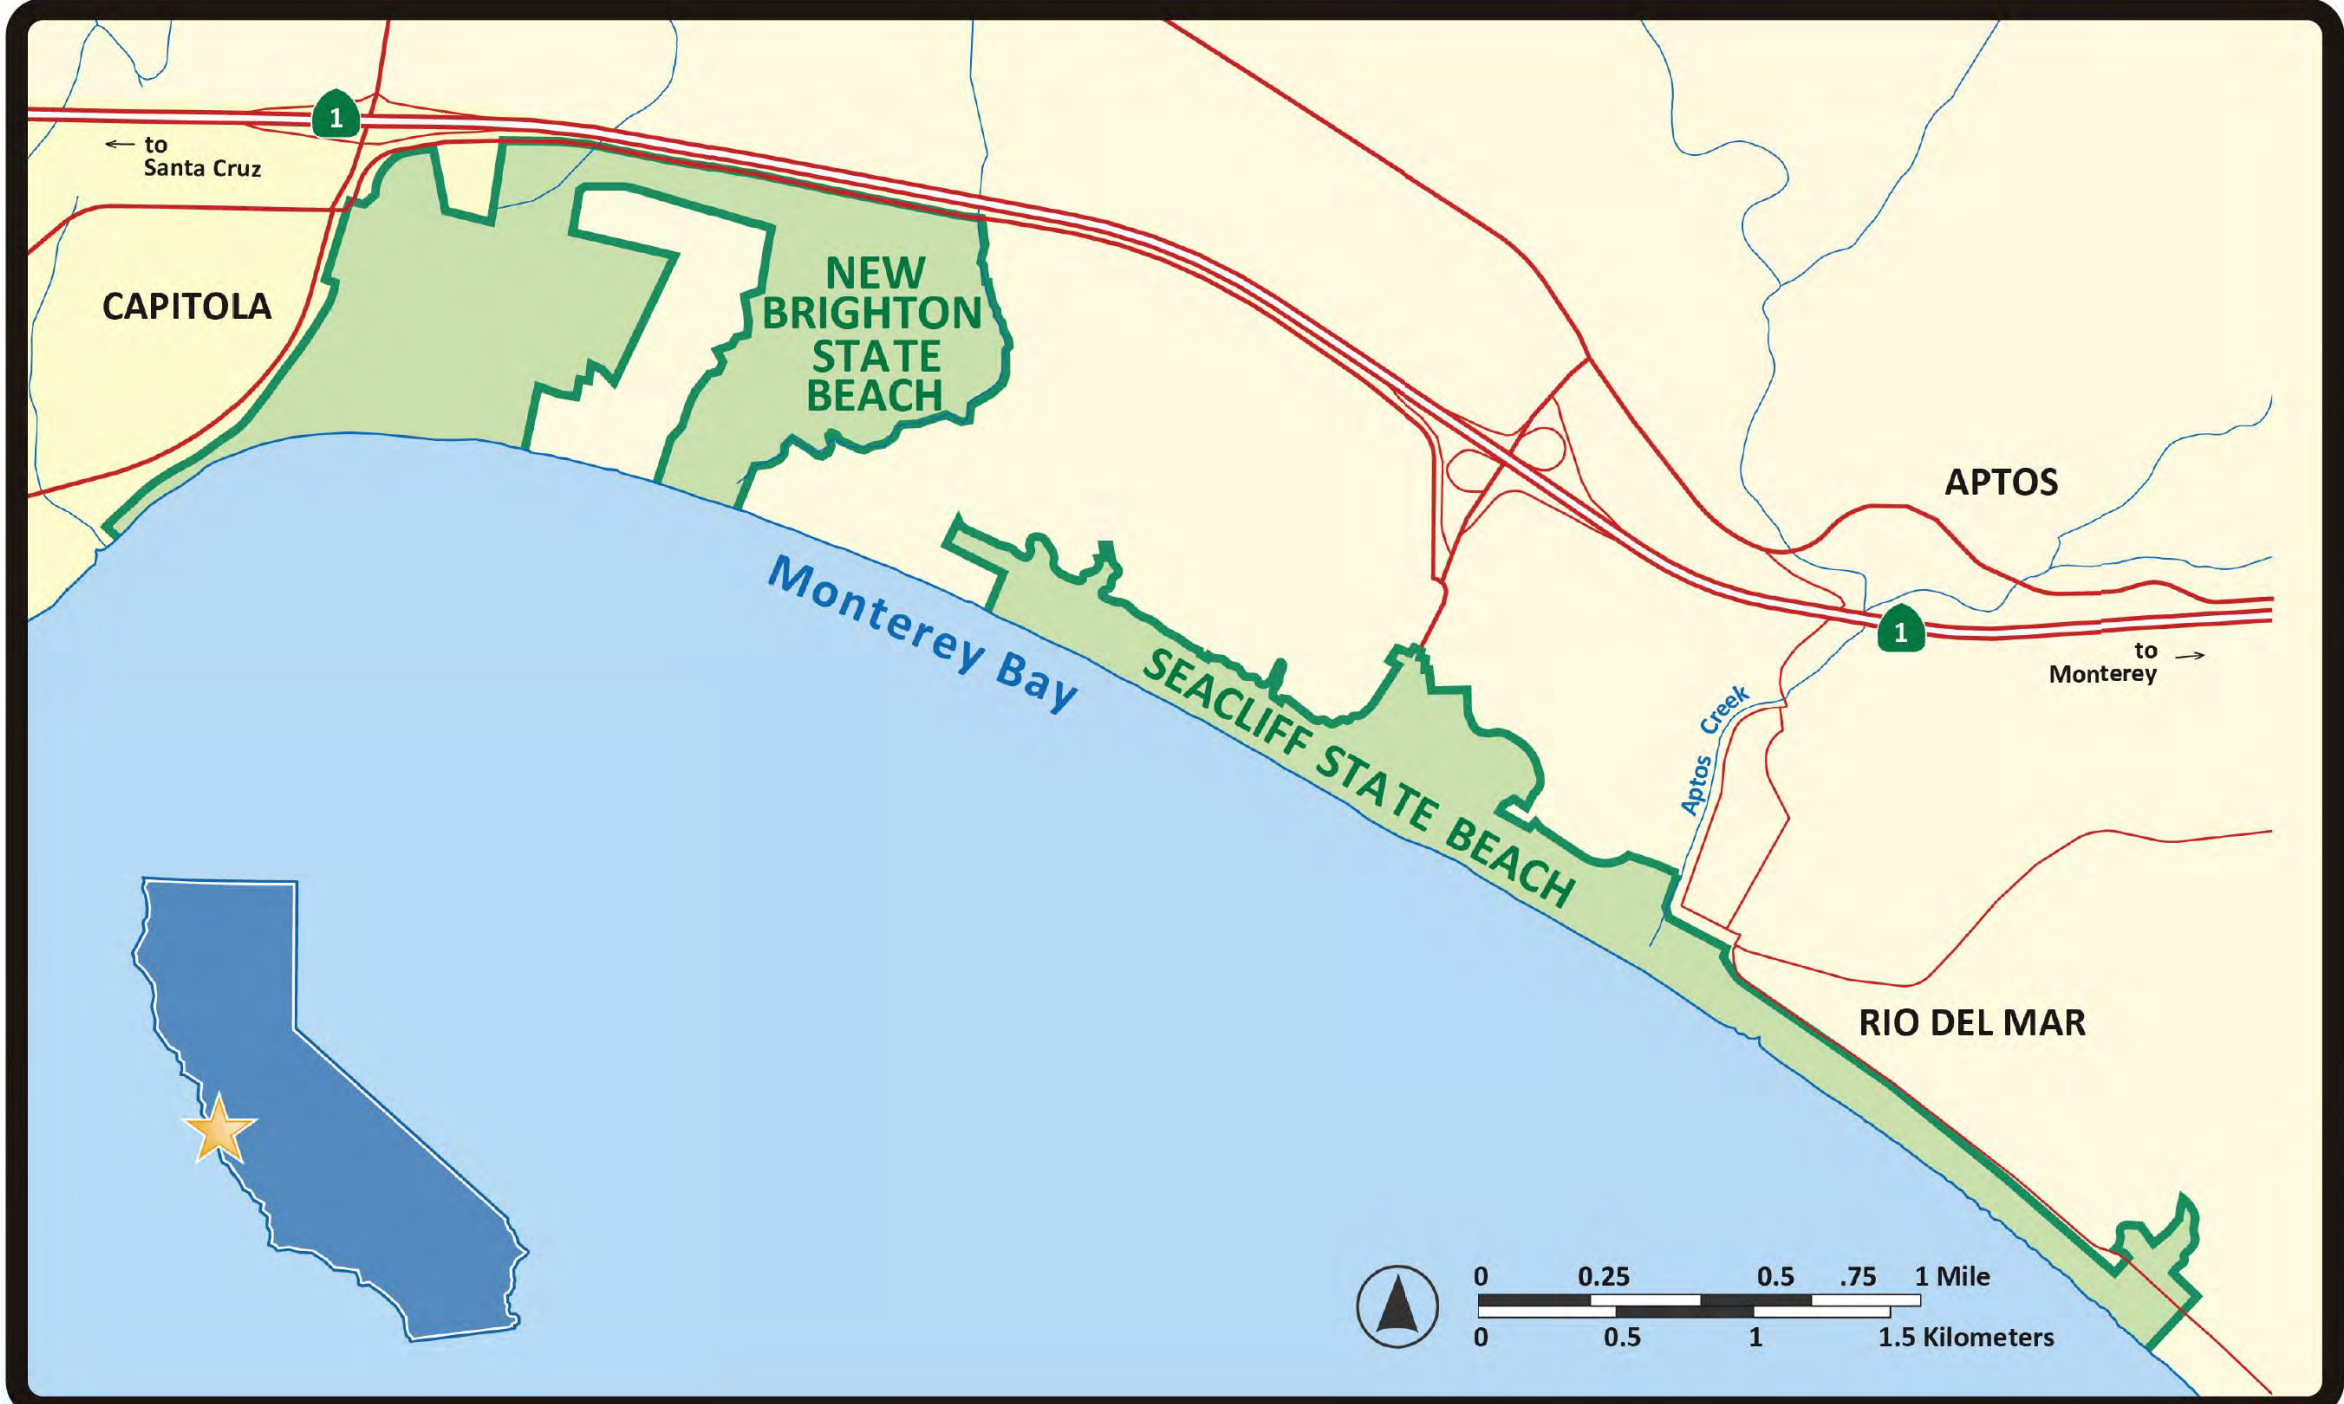 1
← to
Santa Cruz
CAPITOLA
NEW
BRIGHTON
STATE
BEACH
APTOS
Monterey Bay
1
to →
Monterey
SEACLIFF STATE BEACH
Aptos Creek
RIO DEL MAR
0 0.25 0.5 .75 1 Mile
0 0.5 1 1.5 Kilometers